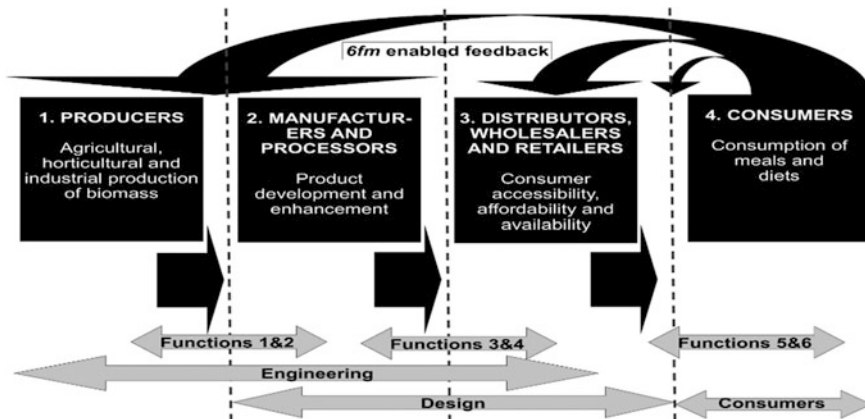 6fm enabled feedback
1. PRODUCERS
Agricultural,
horticultural and
industrial production
of biomass
2. MANUFACTUR-
ERS AND
PROCESSORS
Product
development and
enhancement
3. DISTRIBUTORS,
WHOLESALERS
AND RETAILERS
Consumer
accessibility,
affordability and
availability
4. CONSUMERS
Consumption of
meals and
diets
Functions 1&2
Functions 3&4
Functions 5&6
Engineering
Design
Consumers